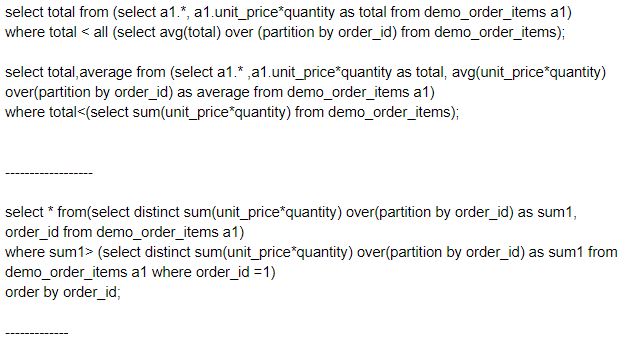 select total from (select a1.*, a1.unit_price*quantity as total from demo_order_items a1)
where total < all (select avg(total) over (partition by order_id) from demo_order_items);
select total,average from (select a1.* ,a1.unit_price*quantity as total, avg(unit_price*quantity)
over(partition by order_id) as average from demo_order_items a1)
where total<(select sum(unit_price*quantity) from demo_order_items);
------------------
select * from(select distinct sum(unit_price*quantity) over(partition by order_id) as sum1,
order_id from demo_order_items a1)
where sum1> (select distinct sum(unit_price*quantity) over(partition by order_id) as sum1 from
demo_order_items a1 where order_id =1)
order by order_id;
-------------